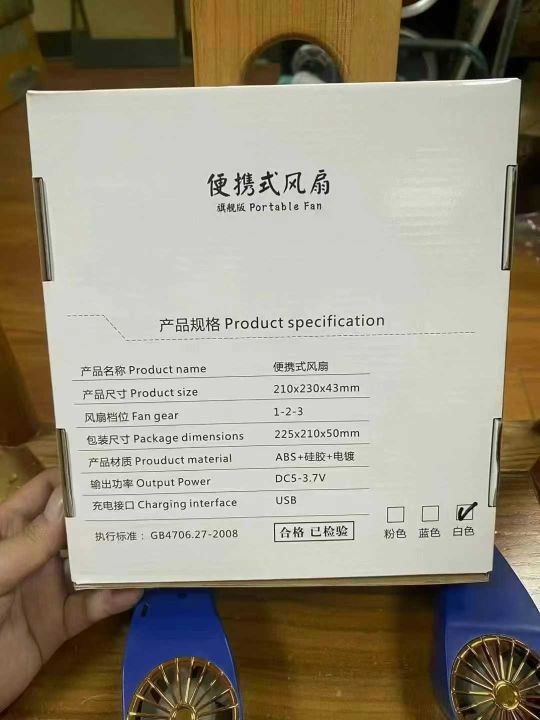 便携式风扇
旗舰版 Portable Fan
产品规格 Product specification
产品名称 Product name 便携式风扇
产品尺寸 Product size 210x230x43mm
风扇档位 Fan gear 1-2-3
包装尺寸 Package dimensions 225x210x50mm
产品材质 Prouduct material ABS+硅胶+电镀
输出功率 Output Power DC5-3.7V
充电接口 Charging interface USB
执行标准：GB4706.27-2008 合格 已检验
粉色 蓝色 白色